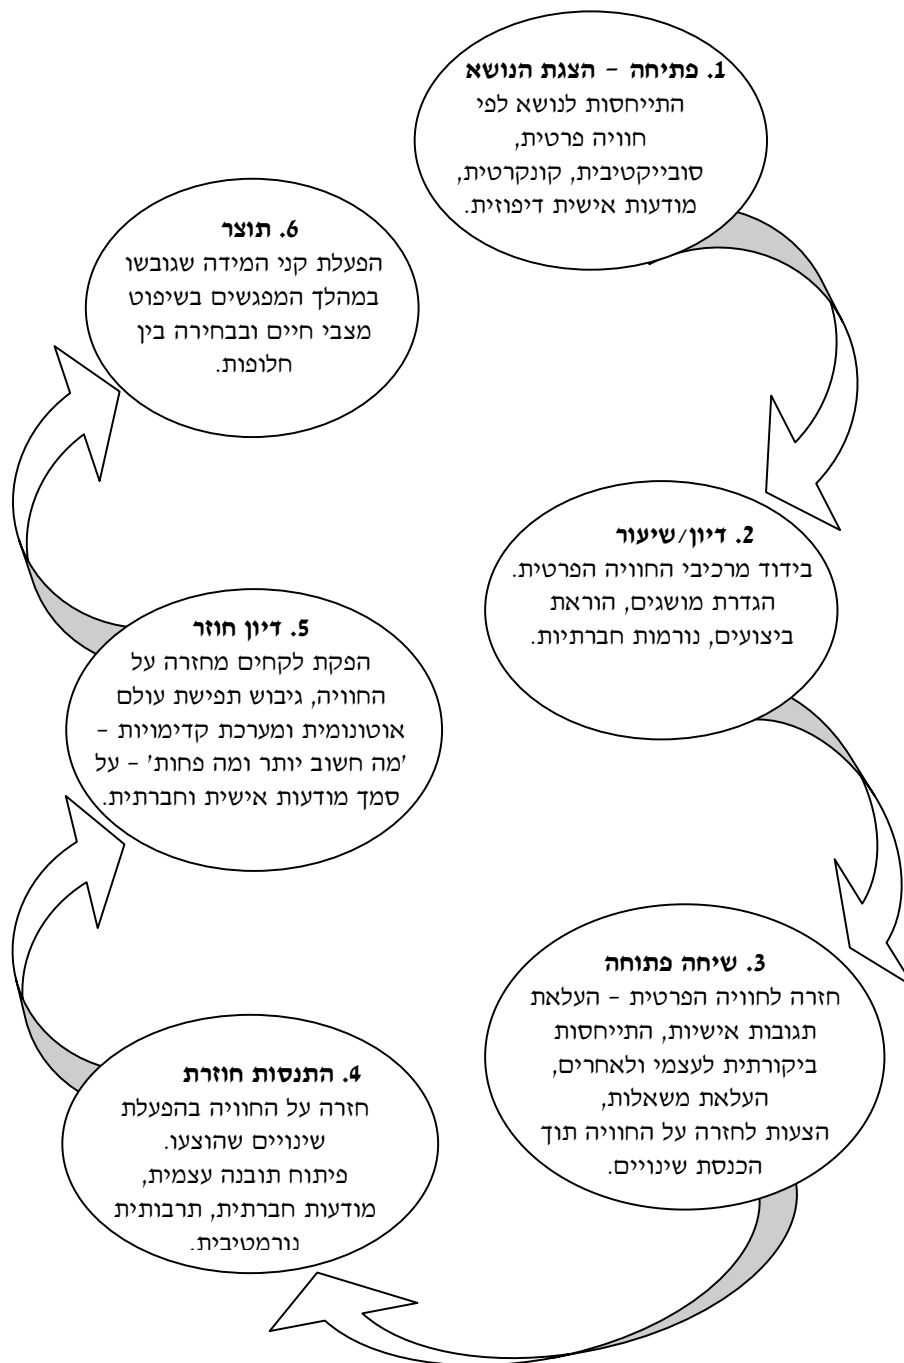 1. פתיחה – הצגת הנושא
התייחסות לנושא לפי
חוויה פרטית,
סובייקטיבית, קונקרטית,
מודעות אישית דיפוזית.
2. דיון/שיעור
בידוד מרכיבי החוויה הפרטית.
הגדרת מושגים, הוראת
ביצועים, נורמות חברתיות.
3. שיחה פתוחה
חזרה לחוויה הפרטית – העלאת
תגובות אישיות, התייחסות
ביקורתית לעצמי ולאחרים,
העלאת משאלות,
הצעות לחזרה על החוויה תוך
הכנסת שינויים.
4. התנסות חוזרת
חזרה על החוויה בהפעלת
שינויים שהוצעו.
פיתוח תובנה עצמית,
מודעות חברתית, תרבותית
נורמטיבית.
5. דיון חוזר
הפקת לקחים מחזרה על
החוויה, גיבוש תפישת עולם
אוטונומית ומערכת קדימויות –
'מה חשוב יותר ומה פחות' – על
סמך מודעות אישית וחברתית.
6. תוצר
הפעלת קני המידה שגובשו
במהלך המפגשים בשיפוט
מצבי חיים ובבחירה בין
חלופות.